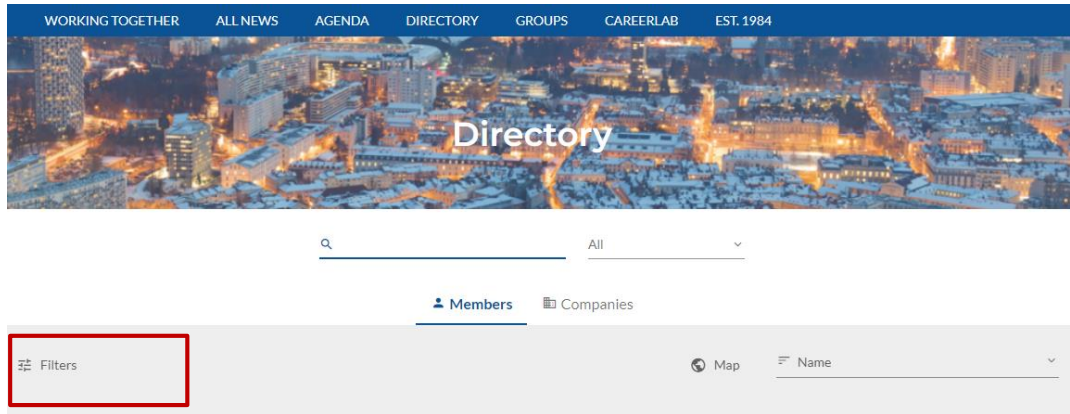 WORKING TOGETHER ALL NEWS AGENDA DIRECTORY GROUPS CAREERLAB EST. 1984
Directory
All
Members Companies
Filters Map Name